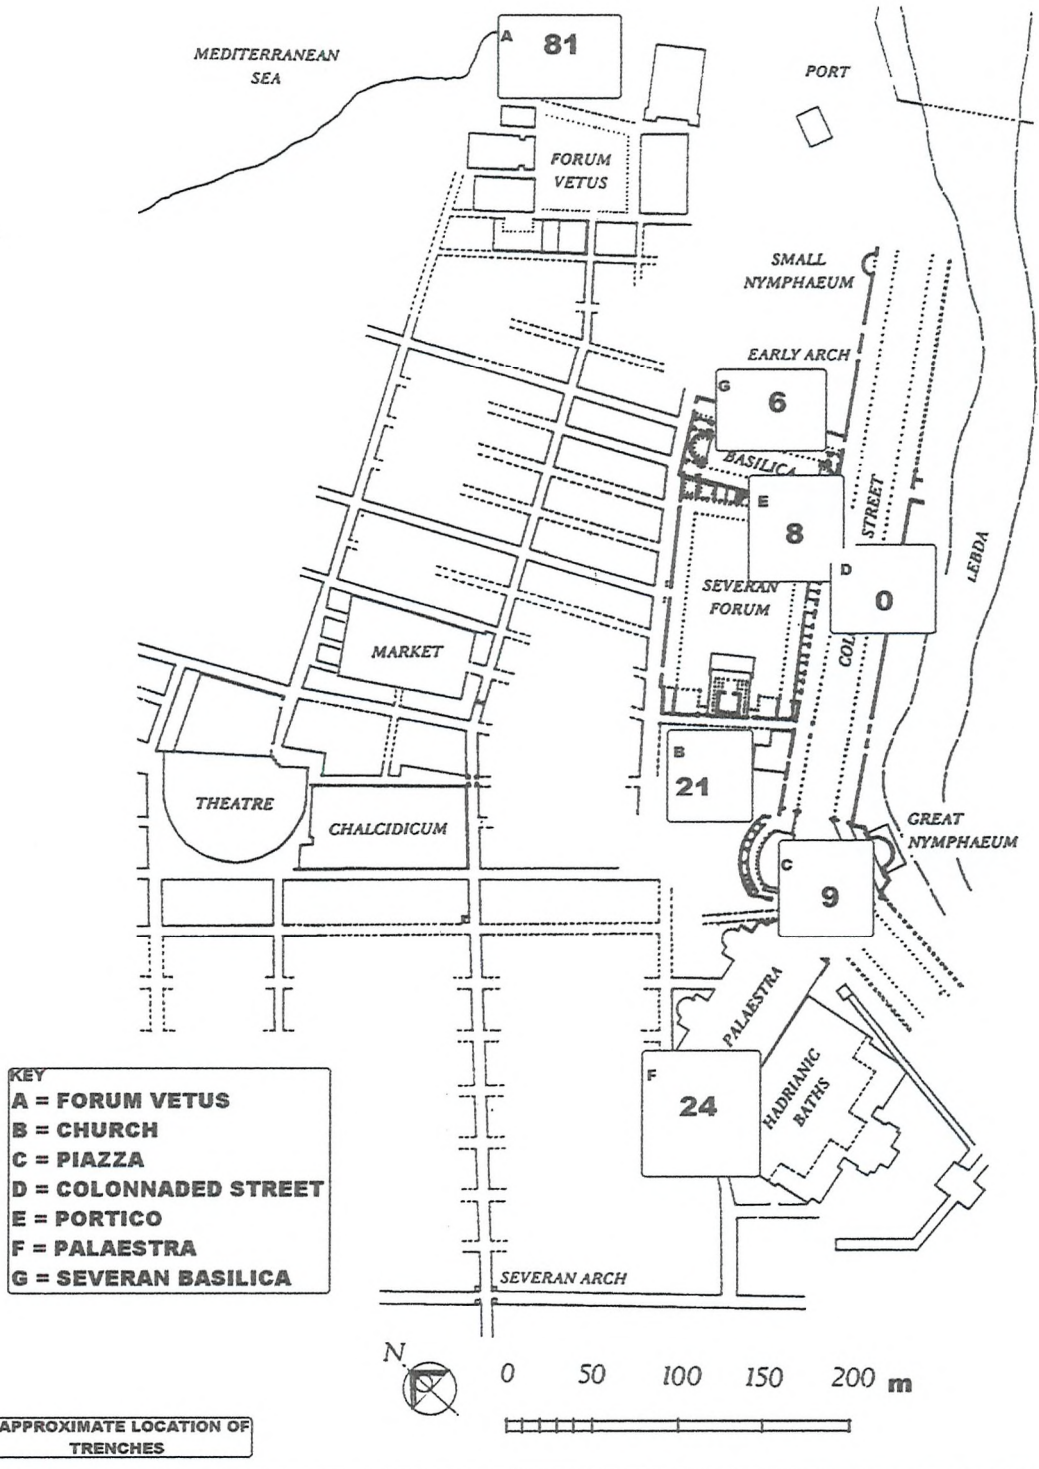 A
81
MEDITERRANEAN
SEA
PORT
FORUM
VETUS
SMALL
NYMPHAEUM
EARLY ARCH
G
6
BASILICA
E
8
STREET
D
0
LEBDA
SEVERAN
FORUM
COL
MARKET
B
21
THEATRE
CHALCIDICUM
GREAT
NYMPHAEUM
C
9
PALAESTRA
F
24
HADRIANIC
BATHS
KEY
A = FORUM VETUS
B = CHURCH
C = PIAZZA
D = COLONNADED STREET
E = PORTICO
F = PALAESTRA
G = SEVERAN BASILICA
SEVERAN ARCH
N
0 50 100 150 200 m
APPROXIMATE LOCATION OF
TRENCHES